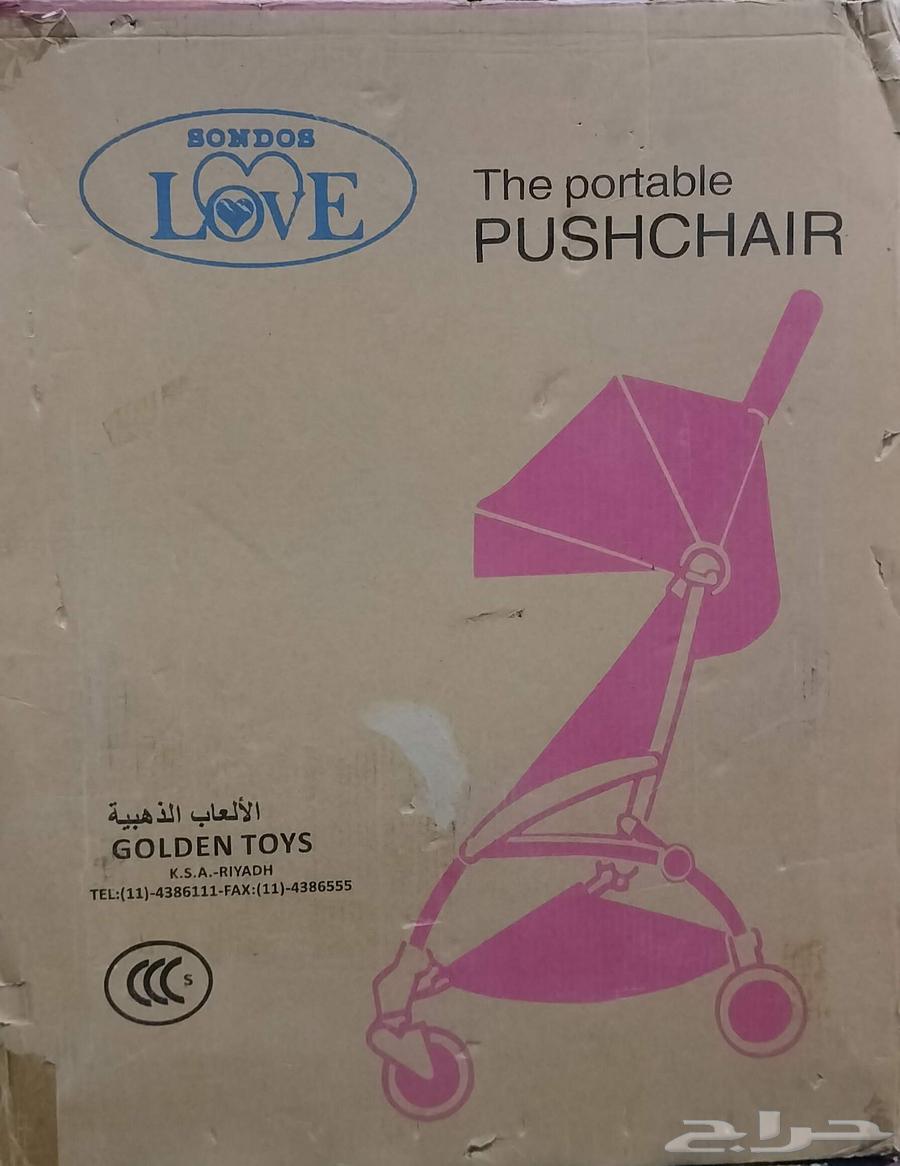 SONDOS
LOVE
The portable
PUSHCHAIR
الألعاب الذهبية
GOLDEN TOYS
K.S.A.-RIYADH
TEL:(11)-4386111-FAX:(11)-4386555
CCC S
حراج